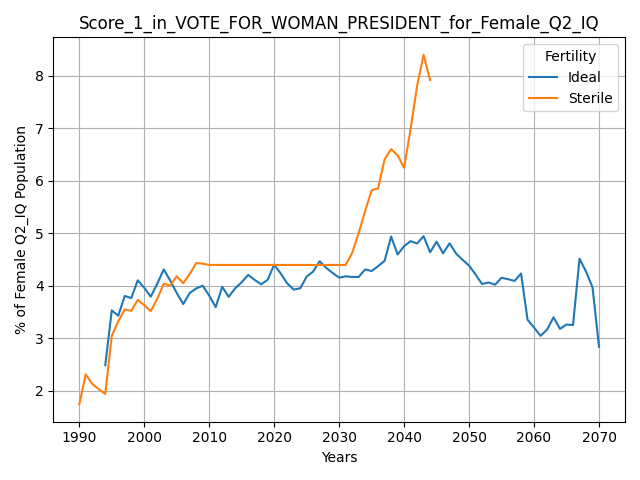 Score_1_in_VOTE_FOR_WOMAN_PRESIDENT_for_Female_Q2_IQ
Fertility
Ideal
Sterile
% of Female Q2_IQ Population
8
7
6
5
4
3
2
1990 2000 2010 2020 2030 2040 2050 2060 2070
Years